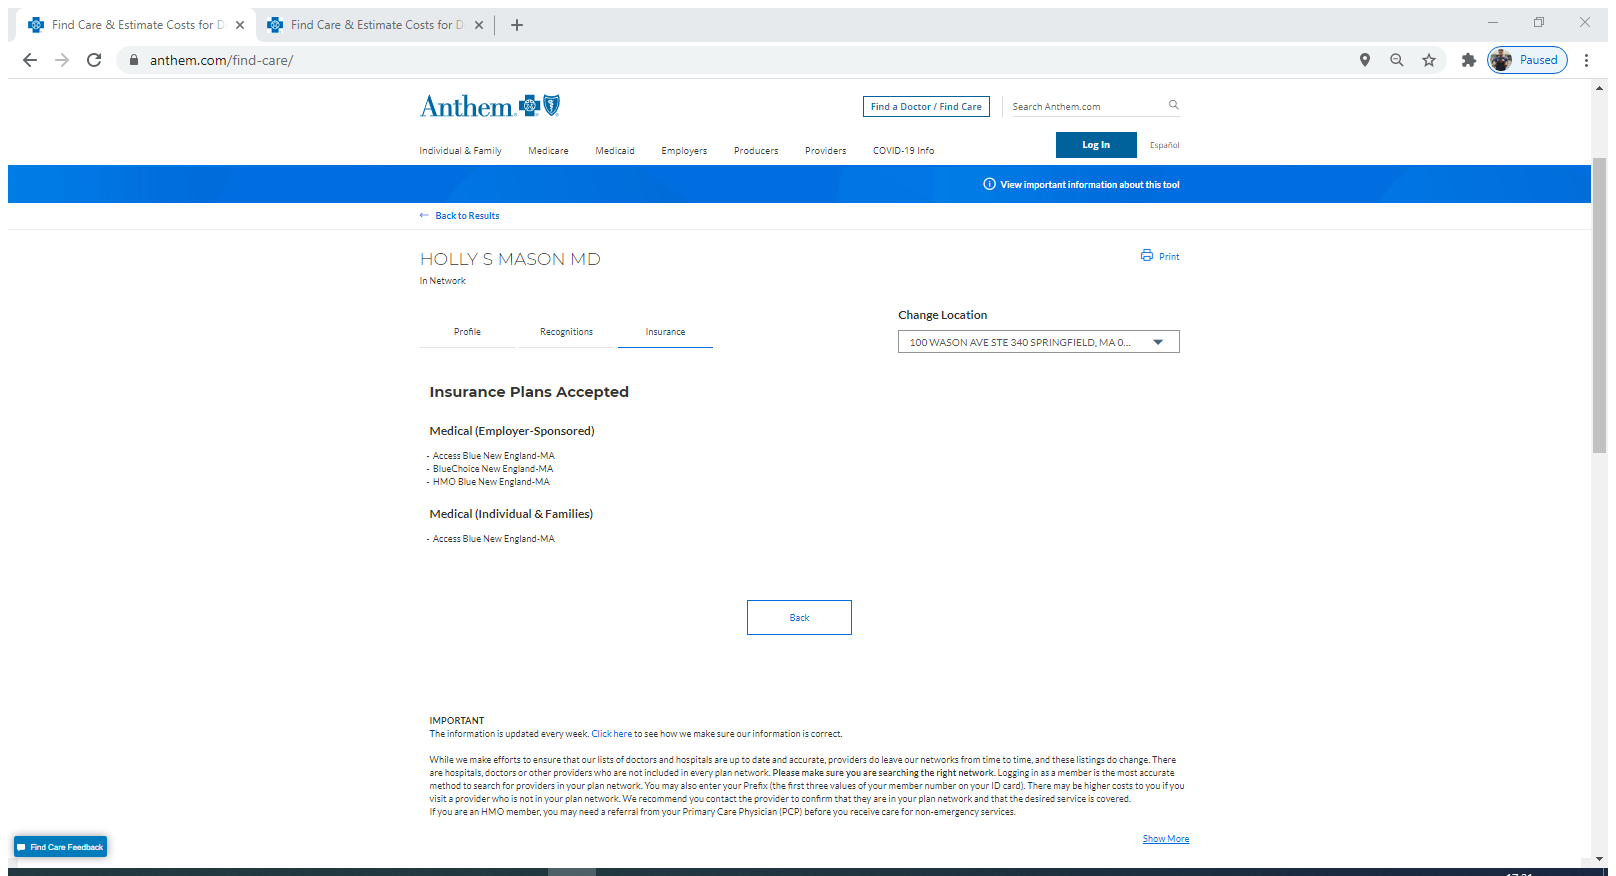 Find Care & Estimate Costs for D
Find Care & Estimate Costs for D
anthem.com/find-care/
Paused
Anthem
Find a Doctor / Find Care
Search Anthem.com
Individual & Family
Medicare
Medicaid
Employers
Producers
Providers
COVID-19 Info
Log In
Español
View important information about this tool
Back to Results
HOLLY S MASON MD
Print
In Network
Change Location
Profile
Recognitions
Insurance
100 WASON AVE STE 340 SPRINGFIELD, MA 0...
Insurance Plans Accepted
Medical (Employer-Sponsored)
- Access Blue New England-MA
- BlueChoice New England-MA
- HMO Blue New England-MA
Medical (Individual & Families)
- Access Blue New England-MA
Back
IMPORTANT
The information is updated every week. Click here to see how we make sure our information is correct.
While we make efforts to ensure that our lists of doctors and hospitals are up to date and accurate, providers do leave our networks from time to time, and these listings do change. There
are hospitals, doctors or other providers who are not included in every plan network. Please make sure you are searching the right network. Logging in as a member is the most accurate
method to search for providers in your plan network. You may also enter your Prefix (the first three values of your member number on your ID card). There may be higher costs to you if you
visit a provider who is not in your plan network. We recommend you contact the provider to confirm that they are in your plan network and that the desired service is covered.
If you are an HMO member, you may need a referral from your Primary Care Physician (PCP) before you receive care for non-emergency services.
Show More
Find Care Feedback